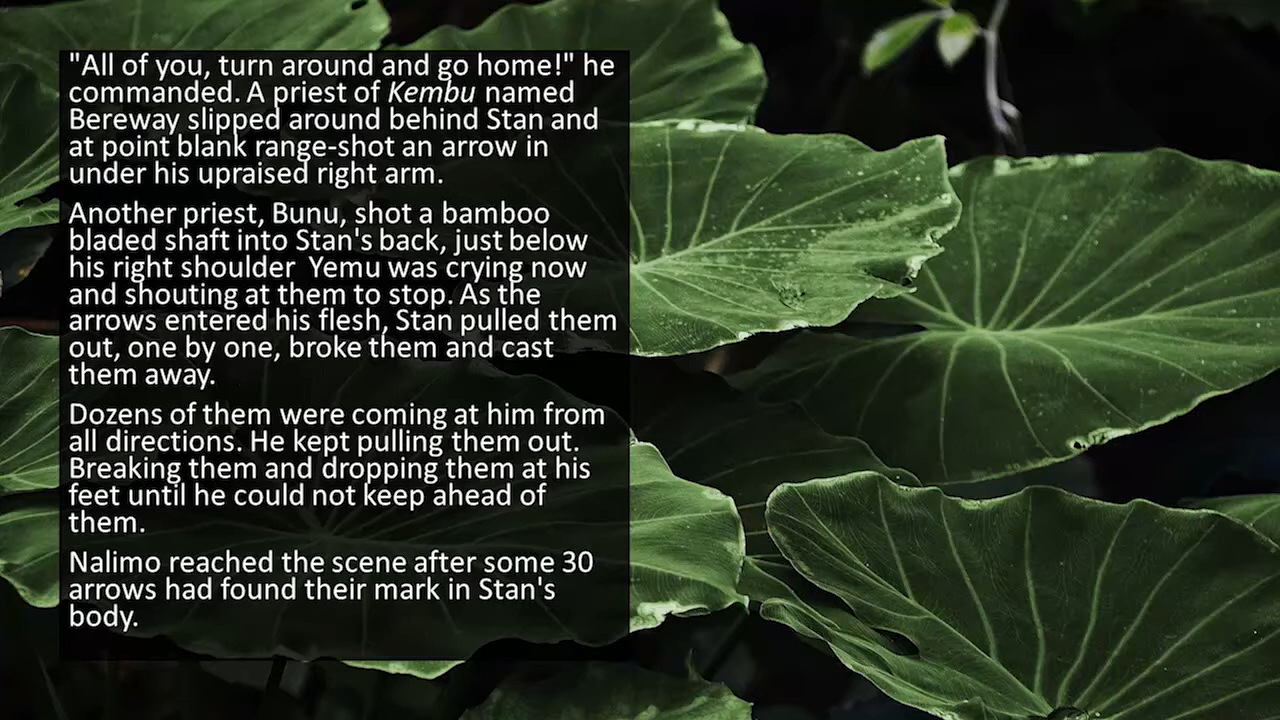 "All of you, turn around and go home!" he
commanded. A priest of Kembu named
Bereway slipped around behind Stan and
at point blank range-shot an arrow in
under his upraised right arm.
Another priest, Bunu, shot a bamboo
bladed shaft into Stan's back, just below
his right shoulder  Yemu was crying now
and shouting at them to stop. As the
arrows entered his flesh, Stan pulled them
out, one by one, broke them and cast
them away.
Dozens of them were coming at him from
all directions. He kept pulling them out.
Breaking them and dropping them at his
feet until he could not keep ahead of
them.
Nalimo reached the scene after some 30
arrows had found their mark in Stan's
body.